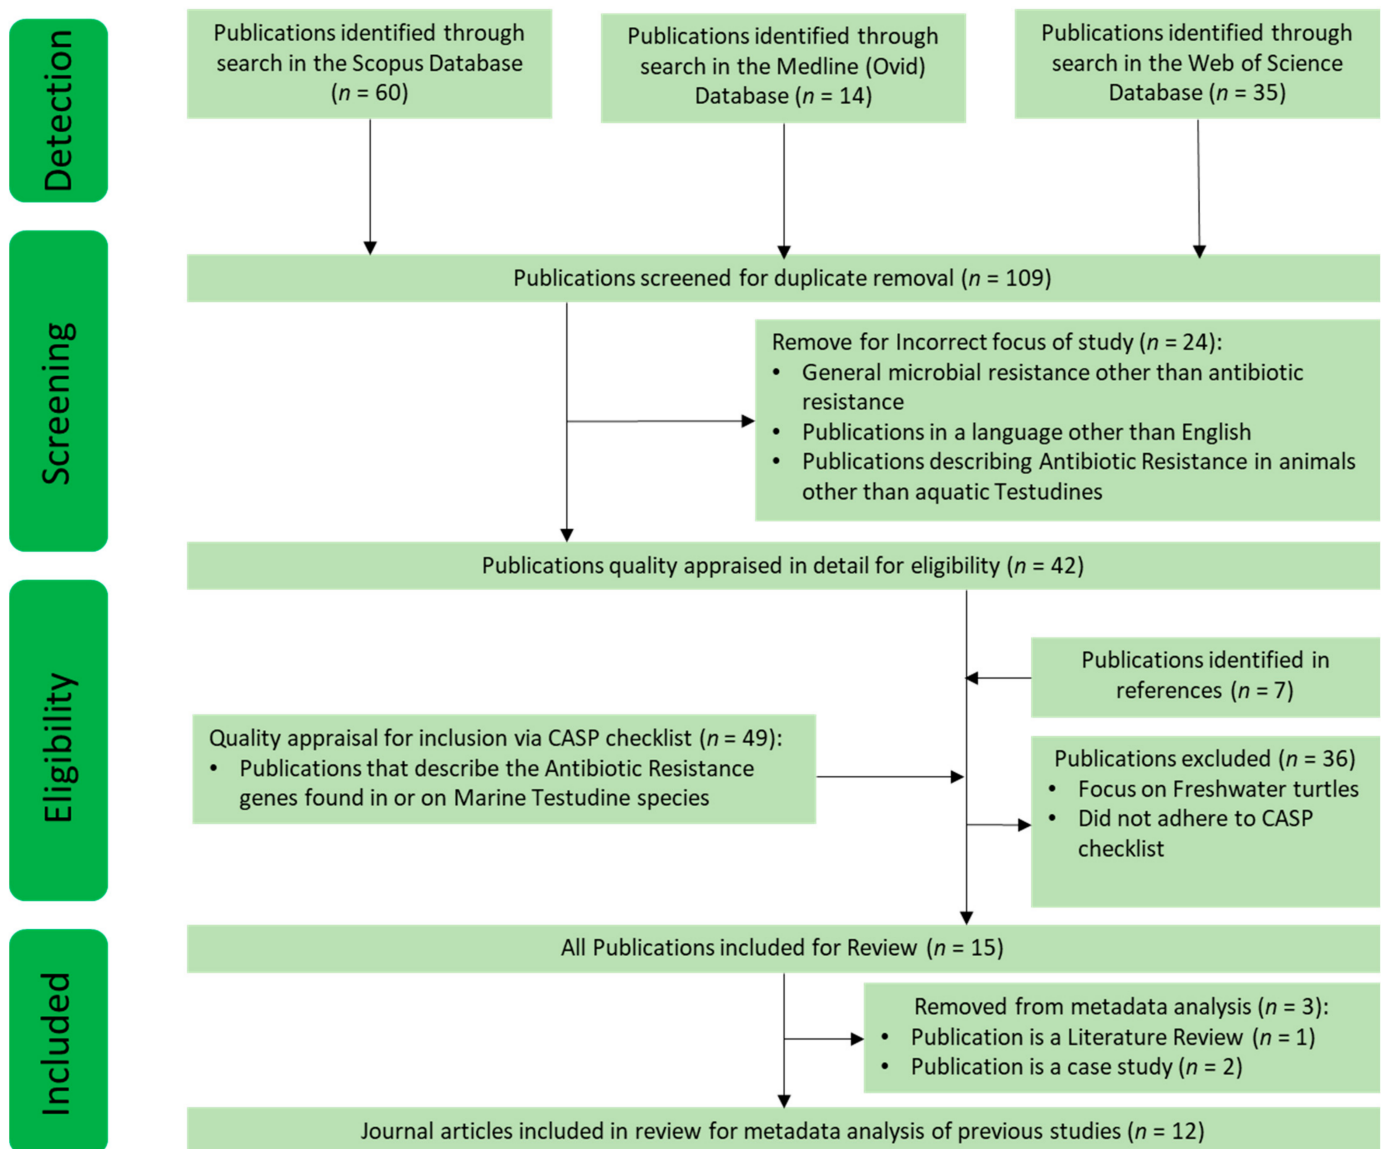 Detection
Publications identified through
search in the Scopus Database
(n = 60)
Publications identified through
search in the Medline (Ovid)
Database (n = 14)
Publications identified through
search in the Web of Science
Database (n = 35)
Screening
Publications screened for duplicate removal (n = 109)
Remove for Incorrect focus of study (n = 24):
• General microbial resistance other than antibiotic
resistance
• Publications in a language other than English
• Publications describing Antibiotic Resistance in animals
other than aquatic Testudines
Eligibility
Publications quality appraised in detail for eligibility (n = 42)
Publications identified in
references (n = 7)
Quality appraisal for inclusion via CASP checklist (n = 49):
• Publications that describe the Antibiotic Resistance
genes found in or on Marine Testudine species
Publications excluded (n = 36)
• Focus on Freshwater turtles
• Did not adhere to CASP
checklist
Included
All Publications included for Review (n = 15)
Removed from metadata analysis (n = 3):
• Publication is a Literature Review (n = 1)
• Publication is a case study (n = 2)
Journal articles included in review for metadata analysis of previous studies (n = 12)